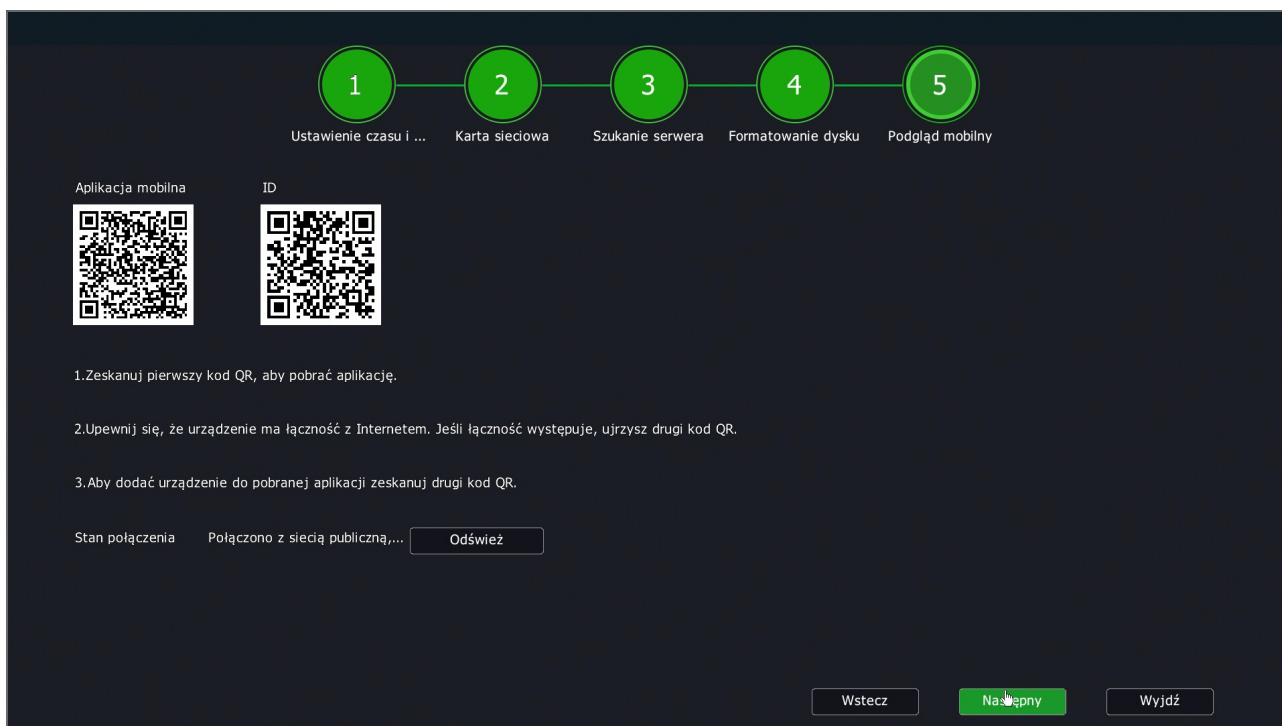 1
2
3
4
5
Ustawienie czasu i ...
Karta sieciowa
Szukanie serwera
Formatowanie dysku
Podgląd mobilny
Aplikacja mobilna
ID
1.Zeskanuj pierwszy kod QR, aby pobrać aplikację.
2.Upewnij się, że urządzenie ma łączność z Internetem. Jeśli łączność występuje, ujrzysz drugi kod QR.
3.Aby dodać urządzenie do pobranej aplikacji zeskanuj drugi kod QR.
Stan połączenia
Połączono z siecią publiczną,...
Odśwież
Wstecz
Następny
Wyjdź